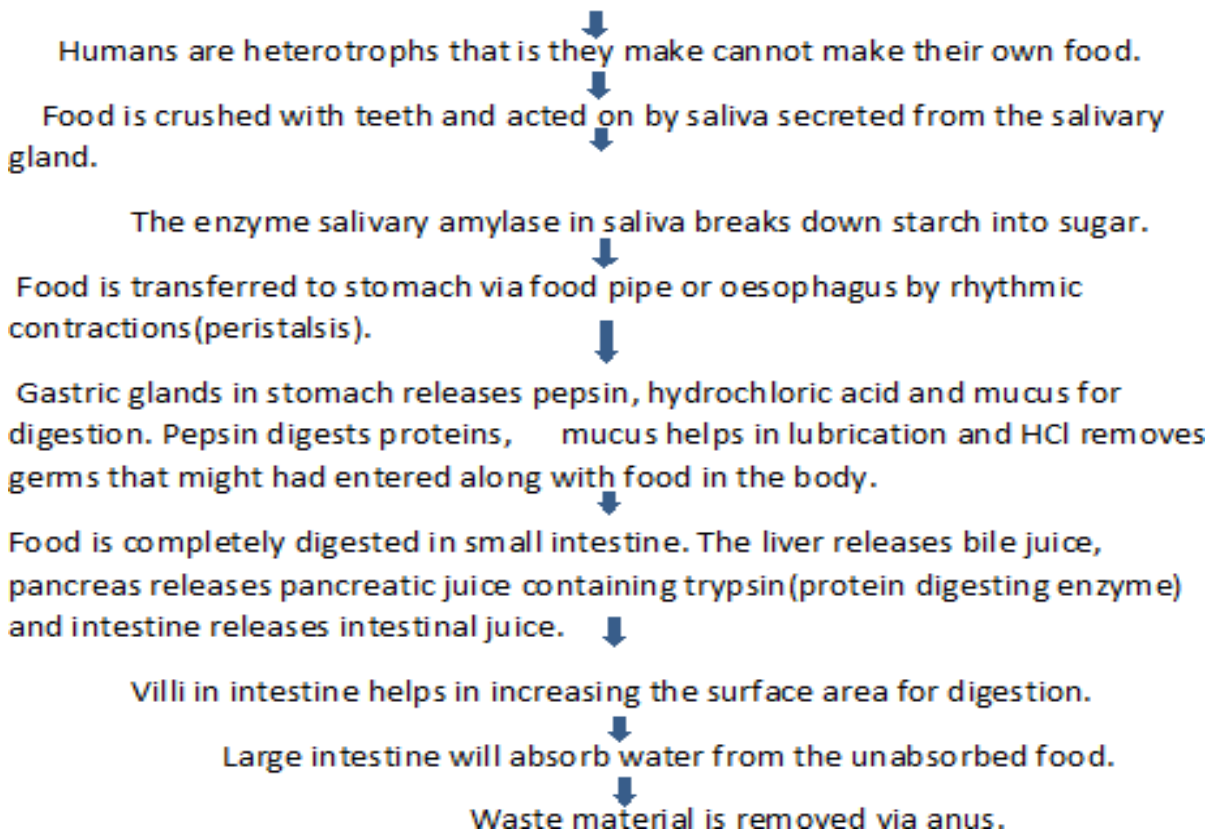 Humans are heterotrophs that is they make cannot make their own food.
Food is crushed with teeth and acted on by saliva secreted from the salivary
gland.
The enzyme salivary amylase in saliva breaks down starch into sugar.
Food is transferred to stomach via food pipe or oesophagus by rhythmic
contractions(peristalsis).
Gastric glands in stomach releases pepsin, hydrochloric acid and mucus for
digestion. Pepsin digests proteins, mucus helps in lubrication and HCl removes
germs that might had entered along with food in the body.
Food is completely digested in small intestine. The liver releases bile juice,
pancreas releases pancreatic juice containing trypsin(protein digesting enzyme)
and intestine releases intestinal juice.
Villi in intestine helps in increasing the surface area for digestion.
Large intestine will absorb water from the unabsorbed food.
Waste material is removed via anus.